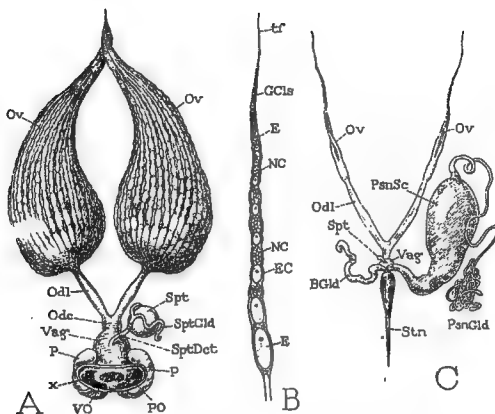 Ov
Ov
Odl
Odc
Vag
P
x
VO
A
Spt
SptGld
SptDct
P
PO
tf
GCls
E
NC
NC
EC
E
B
Ov
Ov
PsnSc
Odl
Spt
Vag
BGld
PsnGld
Stn
C